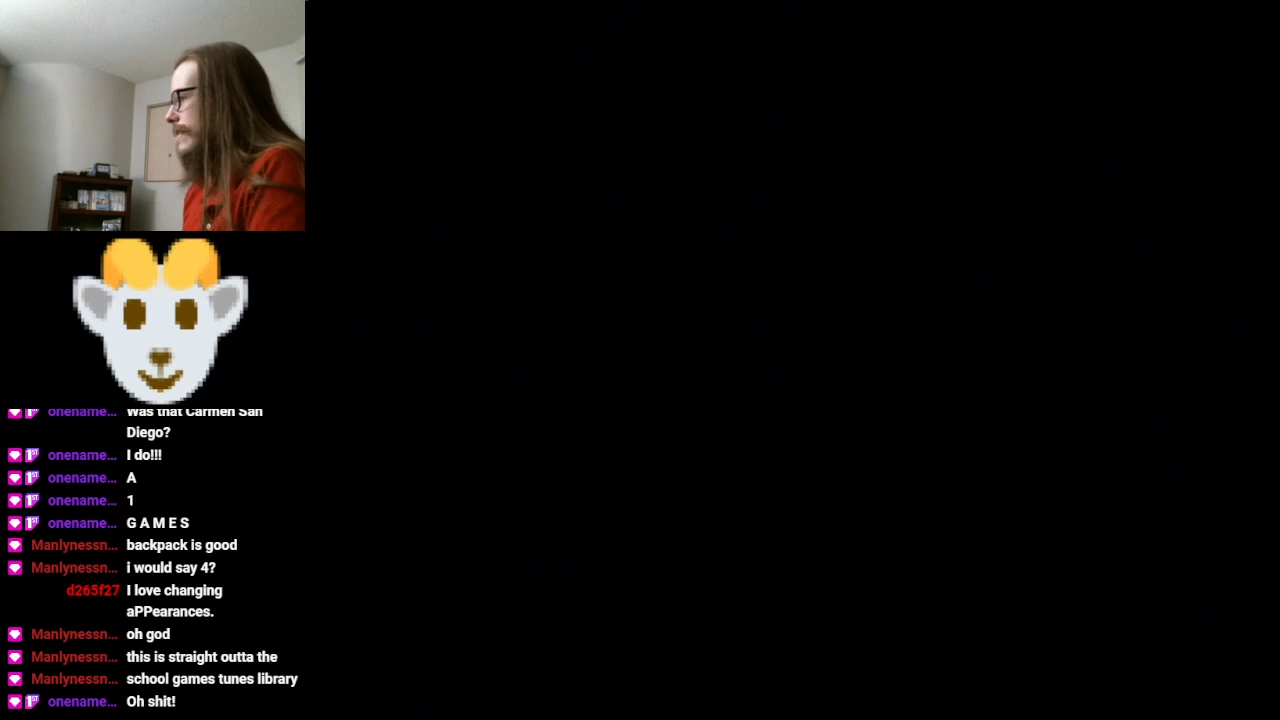 onename... Was that Carmen San
Diego?
onename... I do!!!
onename... A
onename... 1
onename... G A M E S
Manlynessn... backpack is good
Manlynessn... i would say 4?
d265f27 I love changing
aPPearances.
Manlynessn... oh god
Manlynessn... this is straight outta the
Manlynessn... school games tunes library
onename... Oh shit!